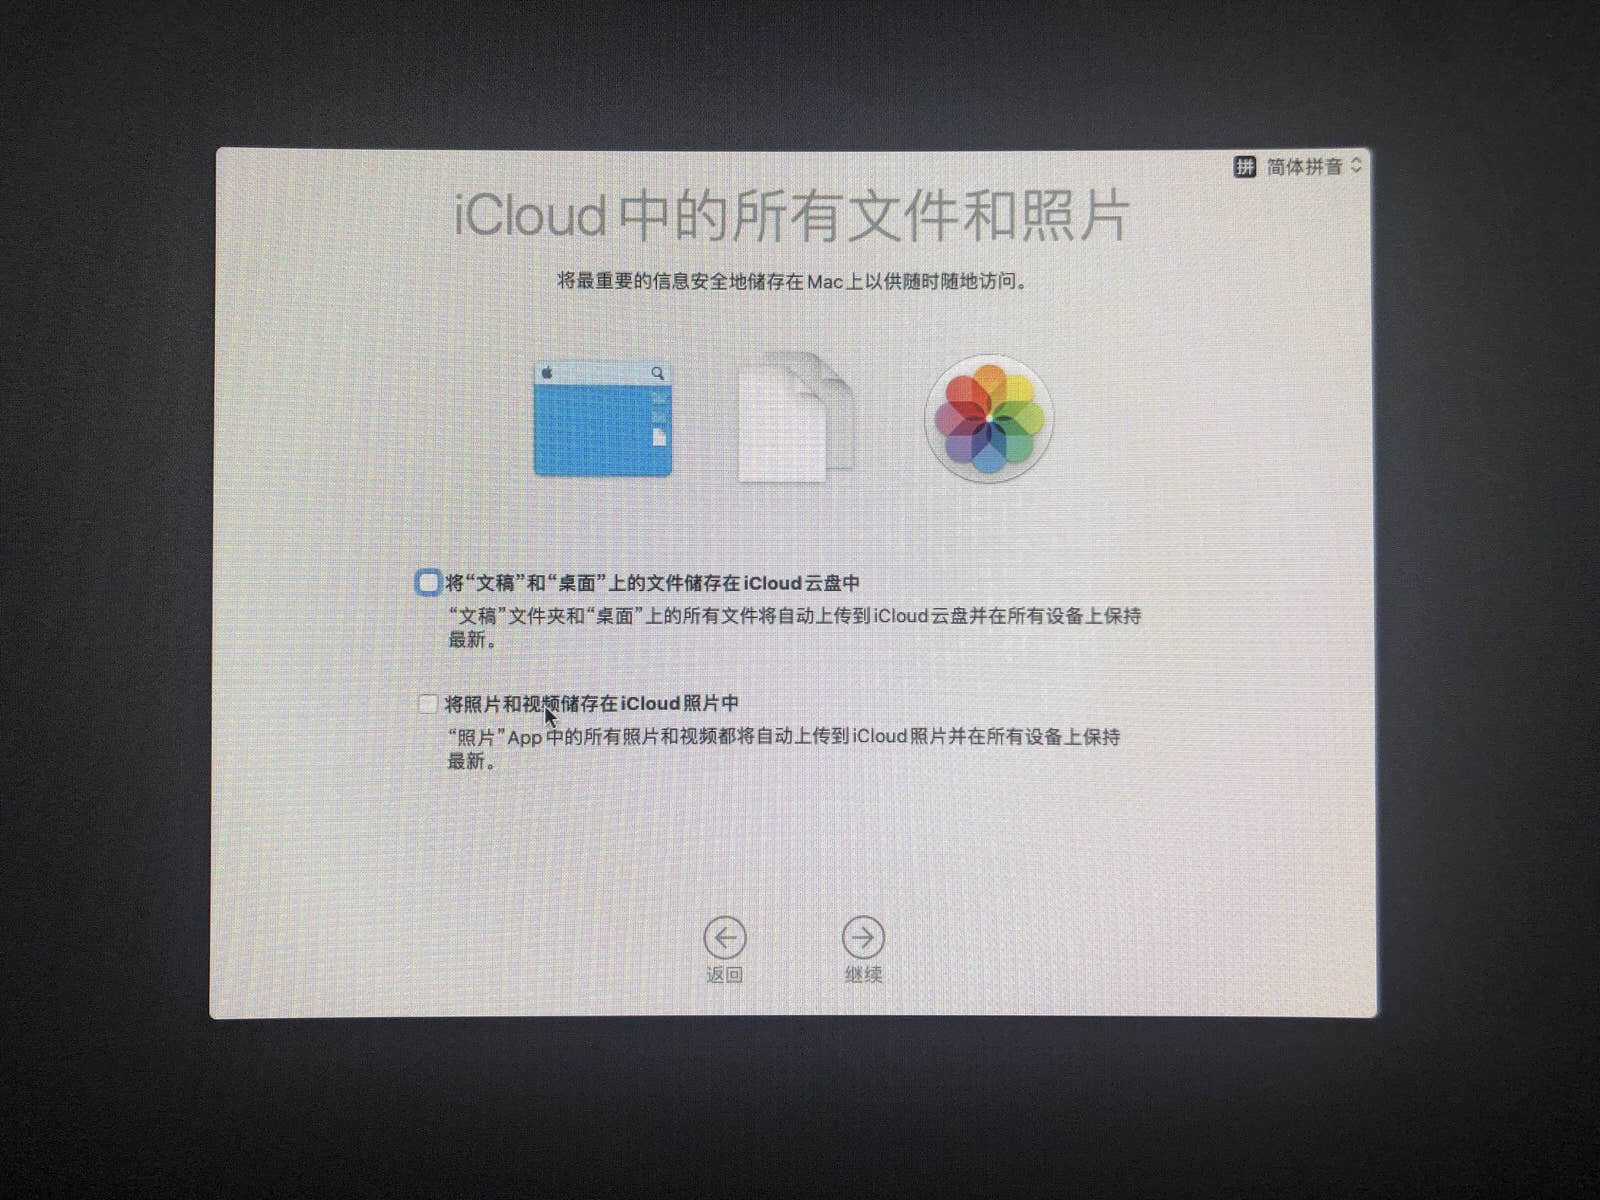 拼 简体拼音
iCloud 中的所有文件和照片
将最重要的信息安全地储存在 Mac 上以供随时随地访问。
将“文稿”和“桌面”上的文件储存在 iCloud 云盘中
“文稿”文件夹和“桌面”上的所有文件将自动上传到 iCloud 云盘并在所有设备上保持
最新。
将照片和视频储存在 iCloud 照片中
“照片”App 中的所有照片和视频都将自动上传到 iCloud 照片并在所有设备上保持
最新。
返回 继续